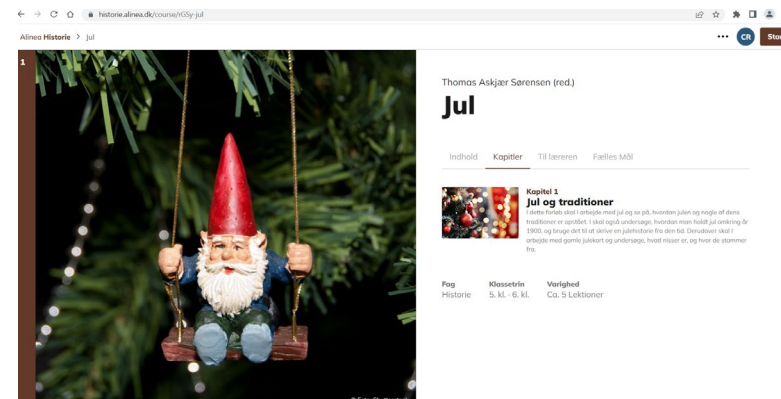 historie.alinea.dk/course/rGSy-jul
Alinea Historie > Jul
CR
1
Thomas Askjær Sørensen (red.)
Jul
Indhold Kapitler Til læreren Fælles Mål
Kapitel 1
Jul og traditioner
I dette forløb skal I arbejde med jul og se på, hvordan julen og nogle af dens
traditioner er opstået. I skal også undersøge, hvordan man holdt jul omkring år
1900, og bruge det til at skrive en julehistorie fra den tid. Derudover skal I
arbejde med gamle julekort og undersøge, hvad nisser er, og hvor de stammer
fra.
Fag Klassetrin Varighed
Historie 5. kl. - 6. kl. Ca. 5 Lektioner